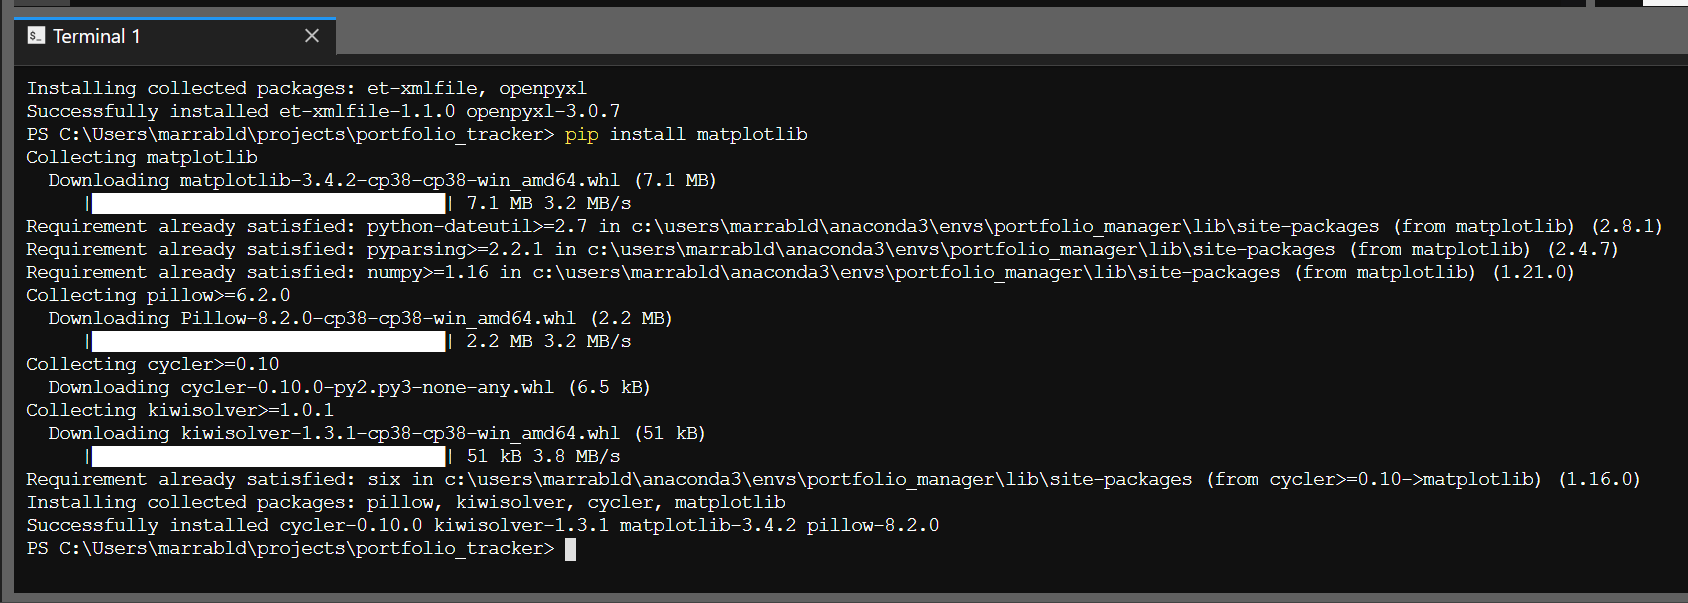 $_ Terminal 1
Installing collected packages: et-xmlfile, openpyxl
Successfully installed et-xmlfile-1.1.0 openpyxl-3.0.7
PS C:\Users\marrabld\projects\portfolio_tracker> pip install matplotlib
Collecting matplotlib
  Downloading matplotlib-3.4.2-cp38-cp38-win_amd64.whl (7.1 MB)
     |                                | 7.1 MB 3.2 MB/s
Requirement already satisfied: python-dateutil>=2.7 in c:\users\marrabld\anaconda3\envs\portfolio_manager\lib\site-packages (from matplotlib) (2.8.1)
Requirement already satisfied: pyparsing>=2.2.1 in c:\users\marrabld\anaconda3\envs\portfolio_manager\lib\site-packages (from matplotlib) (2.4.7)
Requirement already satisfied: numpy>=1.16 in c:\users\marrabld\anaconda3\envs\portfolio_manager\lib\site-packages (from matplotlib) (1.21.0)
Collecting pillow>=6.2.0
  Downloading Pillow-8.2.0-cp38-cp38-win_amd64.whl (2.2 MB)
     |                                | 2.2 MB 3.2 MB/s
Collecting cycler>=0.10
  Downloading cycler-0.10.0-py2.py3-none-any.whl (6.5 kB)
Collecting kiwisolver>=1.0.1
  Downloading kiwisolver-1.3.1-cp38-cp38-win_amd64.whl (51 kB)
     |                                | 51 kB 3.8 MB/s
Requirement already satisfied: six in c:\users\marrabld\anaconda3\envs\portfolio_manager\lib\site-packages (from cycler>=0.10->matplotlib) (1.16.0)
Installing collected packages: pillow, kiwisolver, cycler, matplotlib
Successfully installed cycler-0.10.0 kiwisolver-1.3.1 matplotlib-3.4.2 pillow-8.2.0
PS C:\Users\marrabld\projects\portfolio_tracker>